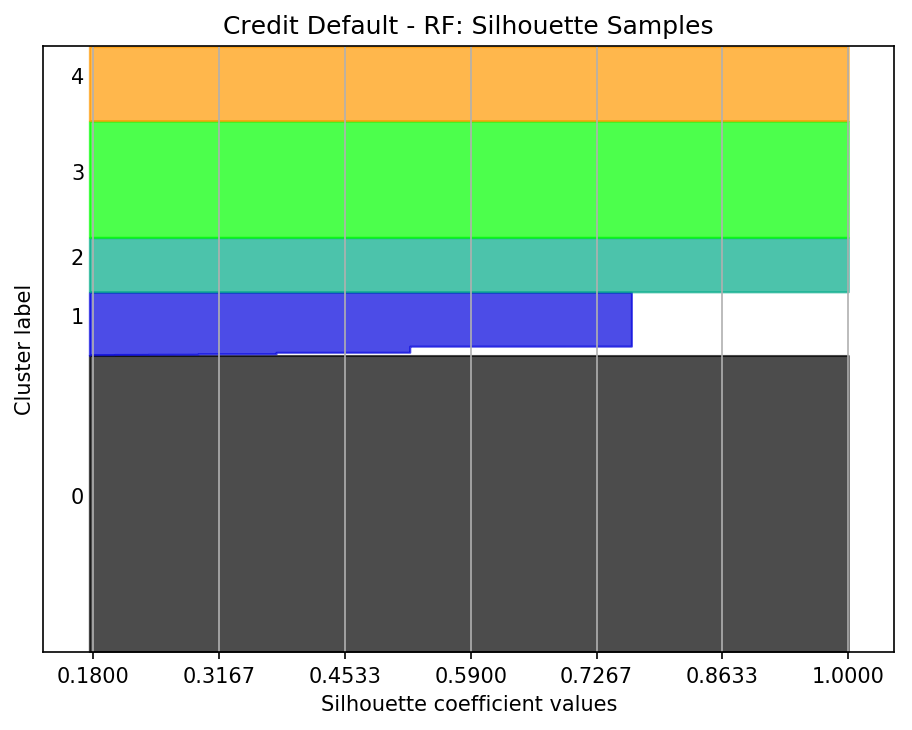 Credit Default - RF: Silhouette Samples
4
3
2
1
0
Cluster label
0.1800 0.3167 0.4533 0.5900 0.7267 0.8633 1.0000
Silhouette coefficient values